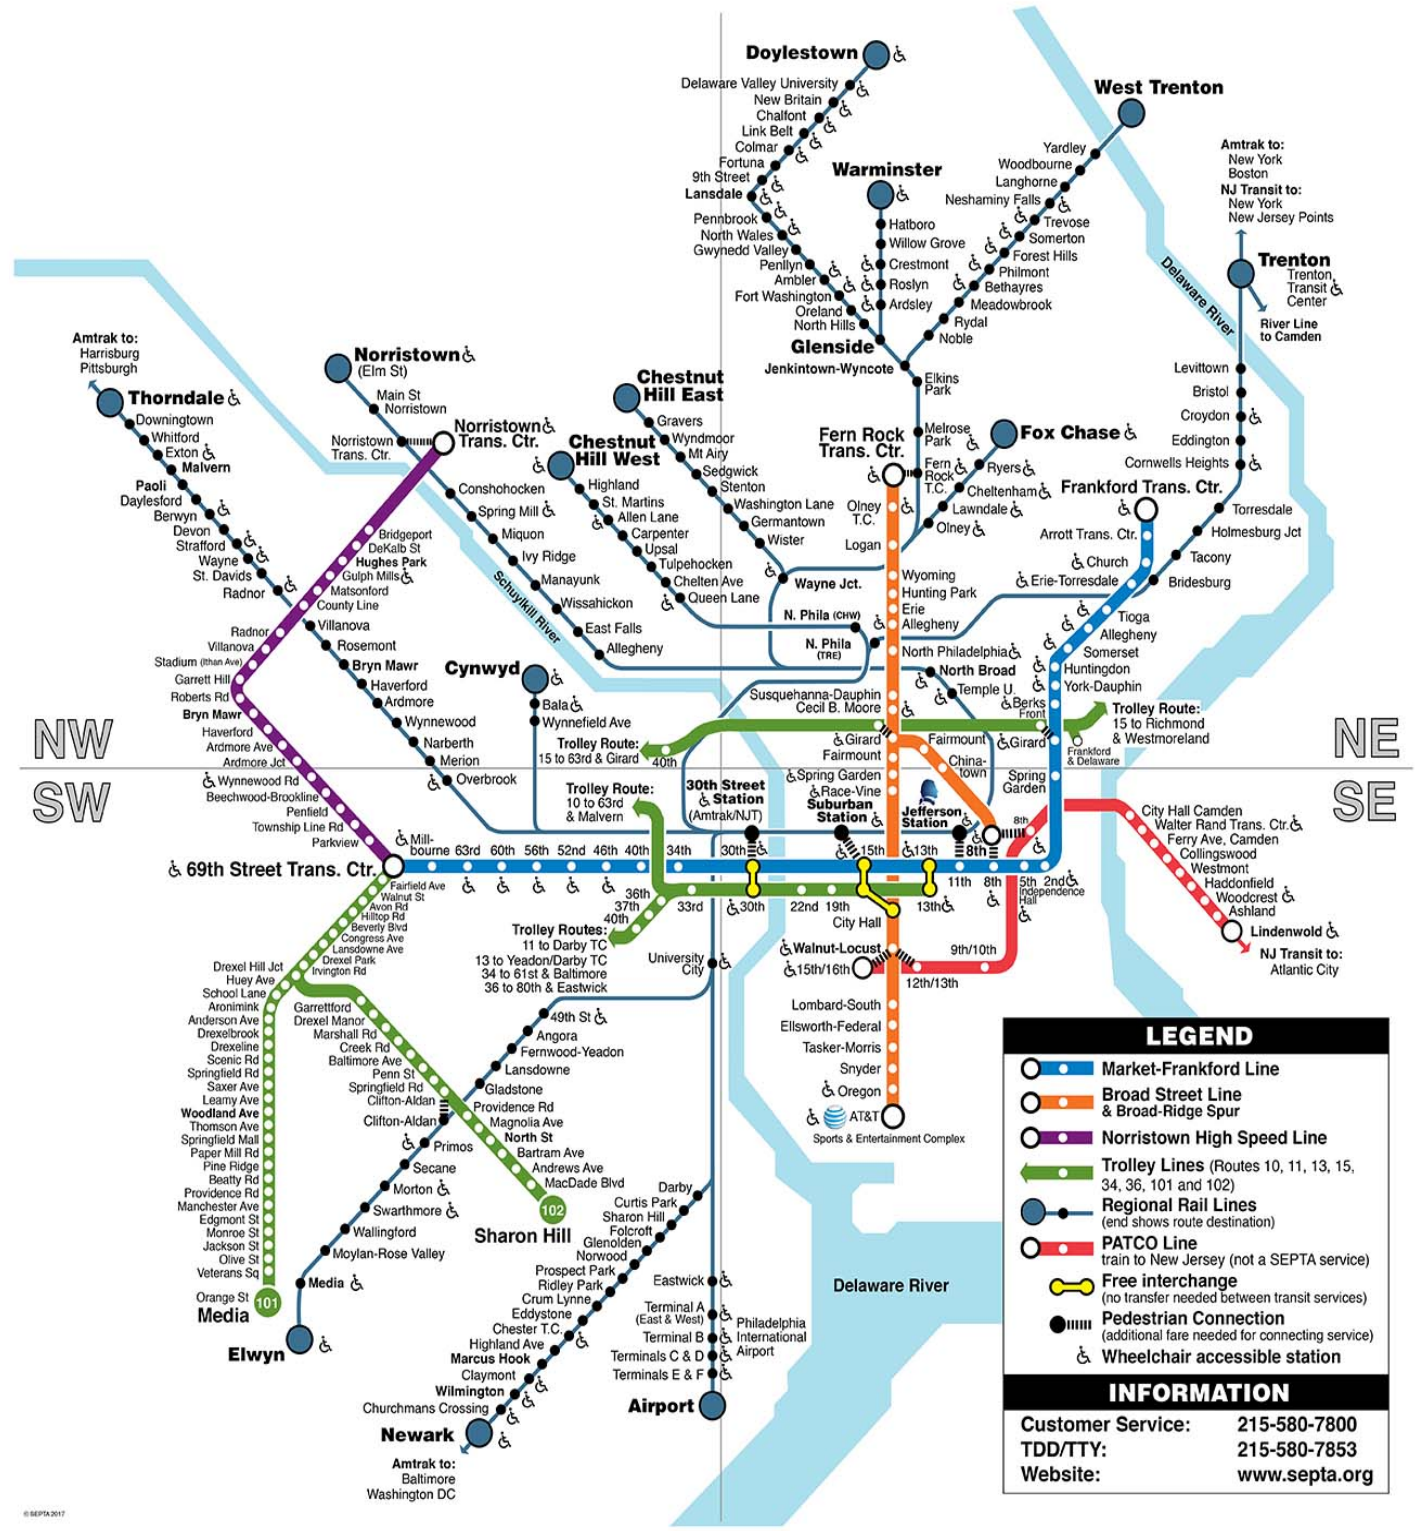 Doylestown
Delaware Valley University
New Britain
Chalfont
Link Belt
Colmar
Fortuna
9th Street
Lansdale
Pennbrook
North Wales
Gwynedd Valley
Penllyn
Ambler
Fort Washington
Oreland
North Hills
Glenside
Jenkintown-Wyncote
Warminster
Hatboro
Willow Grove
Crestmont
Roslyn
Ardsley
West Trenton
Yardley
Woodbourne
Langhorne
Neshaminy Falls
Trevose
Somerton
Forest Hills
Philmont
Bethayres
Meadowbrook
Rydal
Noble
Elkins
Park
Melrose
Park
Fern
Rock
T.C.
Amtrak to:
New York
Boston
NJ Transit to:
New York
New Jersey Points
Trenton
Trenton
Transit
Center
River Line
to Camden
Delaware River
Levittown
Bristol
Croydon
Eddington
Cornwells Heights
Torresdale
Holmesburg Jct
Tacony
Bridesburg
Fox Chase
Ryers
Cheltenham
Lawndale
Olney
Amtrak to:
Harrisburg
Pittsburgh
Thorndale
Downingtown
Whitford
Exton
Malvern
Paoli
Daylesford
Berwyn
Devon
Strafford
Wayne
St. Davids
Radnor
Villanova
Rosemont
Bryn Mawr
Haverford
Ardmore
Wynnewood
Narberth
Merion
Overbrook
Norristown
(Elm St)
Main St
Norristown
Norristown
Trans. Ctr.
Norristown
Trans. Ctr.
Conshohocken
Spring Mill
Miquon
Ivy Ridge
Manayunk
Wissahickon
East Falls
Allegheny
Schuylkill River
Chestnut
Hill West
Highland
St. Martins
Allen Lane
Carpenter
Upsal
Tulpehocken
Chelten Ave
Queen Lane
Chestnut
Hill East
Gravers
Wyndmoor
Mt Airy
Sedgwick
Stenton
Washington Lane
Germantown
Wister
Wayne Jct.
N. Phila (CHW)
N. Phila
(TRE)
North Broad
Temple U.
Cynwyd
Bala
Wynnefield Ave
Bridgeport
DeKalb St
Hughes Park
Gulph Mills
Matsonford
County Line
Radnor
Villanova
Stadium (Ithan Ave)
Garrett Hill
Roberts Rd
Bryn Mawr
Haverford
Ardmore Ave
Ardmore Jct
Wynnewood Rd
Beechwood-Brookline
Penfield
Township Line Rd
Parkview
69th Street Trans. Ctr.
Fern Rock
Trans. Ctr.
Olney
T.C.
Logan
Wyoming
Hunting Park
Erie
Allegheny
North Philadelphia
Susquehanna-Dauphin
Cecil B. Moore
Girard
Fairmount
Spring Garden
Race-Vine
Fairmount
China-
town
Frankford Trans. Ctr.
Arrott Trans. Ctr.
Church
Erie-Torresdale
Tioga
Allegheny
Somerset
Huntingdon
York-Dauphin
Berks
Front
Girard
Spring
Garden
Trolley Route:
15 to Richmond
& Westmoreland
Frankford
& Delaware
Trolley Route:
15 to 63rd & Girard
40th
NW
SW
NE
SE
Trolley Route:
10 to 63rd
& Malvern
30th Street
Station
(Amtrak/NJT)
Suburban
Station
Jefferson
Station
Mill-
bourne
63rd
60th
56th
52nd
46th
40th
34th
30th
15th
13th
8th
8th
11th
8th
5th
Independence
Hall
2nd
36th
37th
40th
33rd
30th
22nd
19th
13th
City Hall
Trolley Routes:
11 to Darby TC
13 to Yeadon/Darby TC
34 to 61st & Baltimore
36 to 80th & Eastwick
University
City
Walnut-Locust
15th/16th
12th/13th
9th/10th
Lombard-South
Ellsworth-Federal
Tasker-Morris
Snyder
Oregon
AT&T
Sports & Entertainment Complex
City Hall Camden
Walter Rand Trans. Ctr.
Ferry Ave, Camden
Collingswood
Westmont
Haddonfield
Woodcrest
Ashland
Lindenwold
NJ Transit to:
Atlantic City
Fairfield Ave
Walnut St
Avon Rd
Hilltop Rd
Beverly Blvd
Congress Ave
Lansdowne Ave
Drexel Park
Irvington Rd
Drexel Hill Jct
Huey Ave
School Lane
Aronimink
Anderson Ave
Drexelbrook
Drexeline
Scenic Rd
Springfield Rd
Saxer Ave
Leamy Ave
Woodland Ave
Thomson Ave
Springfield Mall
Paper Mill Rd
Pine Ridge
Beatty Rd
Providence Rd
Manchester Ave
Edgmont St
Monroe St
Jackson St
Olive St
Veterans Sq
Orange St
Media
101
Garrettford
Drexel Manor
Marshall Rd
Creek Rd
Baltimore Ave
Penn St
Springfield Rd
Clifton-Aldan
Providence Rd
Magnolia Ave
North St
Bartram Ave
Andrews Ave
MacDade Blvd
102
Sharon Hill
49th St
Angora
Fernwood-Yeadon
Lansdowne
Gladstone
Clifton-Aldan
Primos
Secane
Morton
Swarthmore
Wallingford
Moylan-Rose Valley
Media
Elwyn
Darby
Curtis Park
Sharon Hill
Folcroft
Glenolden
Norwood
Prospect Park
Ridley Park
Crum Lynne
Eddystone
Chester T.C.
Highland Ave
Marcus Hook
Claymont
Wilmington
Churchmans Crossing
Newark
Amtrak to:
Baltimore
Washington DC
Eastwick
Terminal A
(East & West)
Terminal B
Terminals C & D
Terminals E & F
Philadelphia
International
Airport
Airport
Delaware River
LEGEND
Market-Frankford Line
Broad Street Line
& Broad-Ridge Spur
Norristown High Speed Line
Trolley Lines (Routes 10, 11, 13, 15,
34, 36, 101 and 102)
Regional Rail Lines
(end shows route destination)
PATCO Line
train to New Jersey (not a SEPTA service)
Free interchange
(no transfer needed between transit services)
Pedestrian Connection
(additional fare needed for connecting service)
Wheelchair accessible station
INFORMATION
Customer Service: 215-580-7800
TDD/TTY: 215-580-7853
Website: www.septa.org
© SEPTA 2017